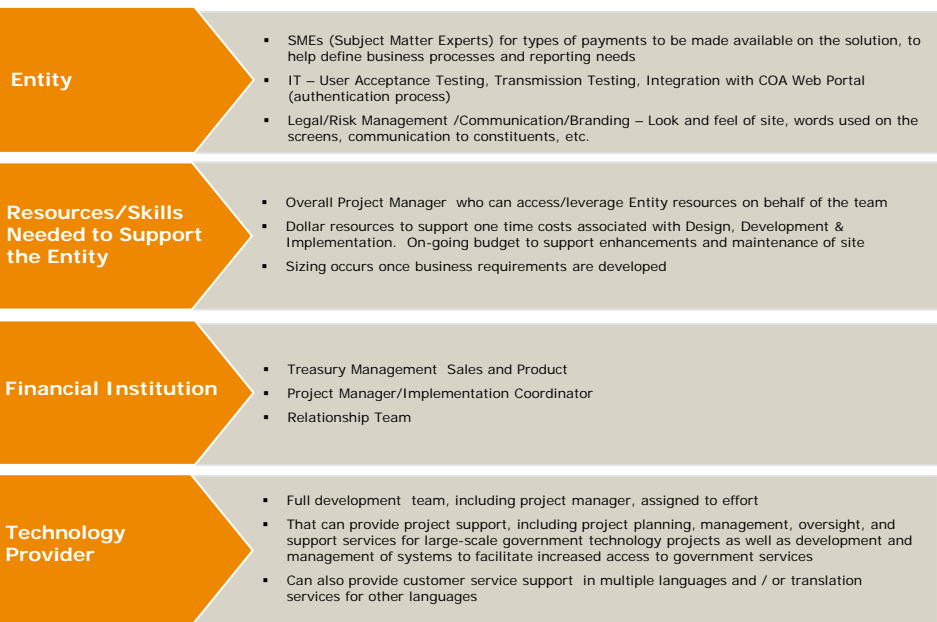 Entity
▪ SMEs (Subject Matter Experts) for types of payments to be made available on the solution, to
help define business processes and reporting needs
▪ IT – User Acceptance Testing, Transmission Testing, Integration with COA Web Portal
(authentication process)
▪ Legal/Risk Management /Communication/Branding – Look and feel of site, words used on the
screens, communication to constituents, etc.
Resources/Skills
Needed to Support
the Entity
▪ Overall Project Manager who can access/leverage Entity resources on behalf of the team
▪ Dollar resources to support one time costs associated with Design, Development &
Implementation. On-going budget to support enhancements and maintenance of site
▪ Sizing occurs once business requirements are developed
Financial Institution
▪ Treasury Management Sales and Product
▪ Project Manager/Implementation Coordinator
▪ Relationship Team
Technology
Provider
▪ Full development team, including project manager, assigned to effort
▪ That can provide project support, including project planning, management, oversight, and
support services for large-scale government technology projects as well as development and
management of systems to facilitate increased access to government services
▪ Can also provide customer service support in multiple languages and / or translation
services for other languages